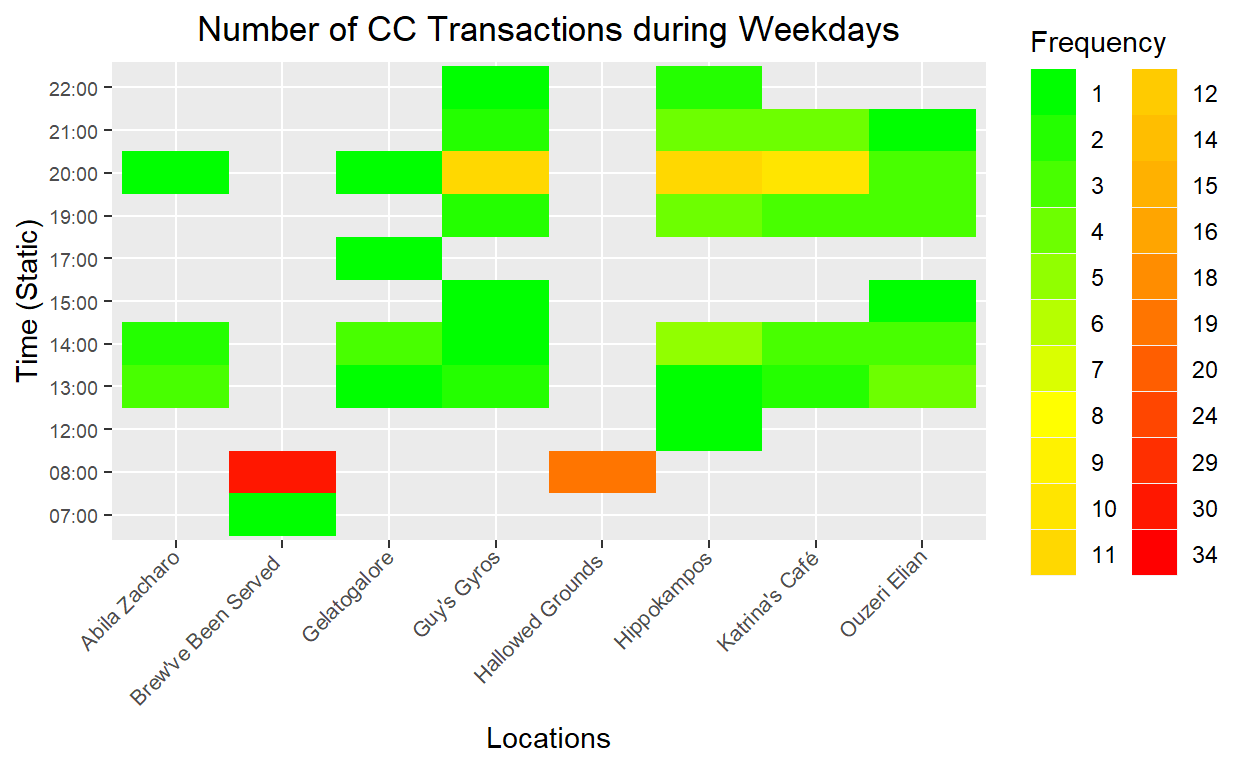 Number of CC Transactions during Weekdays
Time (Static)
22:00
21:00
20:00
19:00
17:00
15:00
14:00
13:00
12:00
08:00
07:00
Abila Zacharo
Brew've Been Served
Gelatogalore
Guy's Gyros
Hallowed Grounds
Hippokampos
Katrina's Café
Ouzeri Elian
Locations
Frequency
1
2
3
4
5
6
7
8
9
10
11
12
14
15
16
18
19
20
24
29
30
34